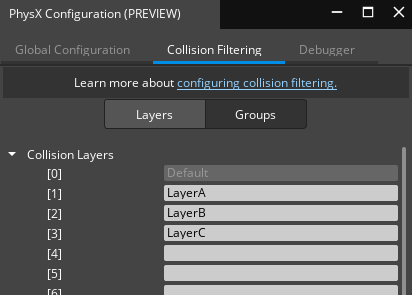 PhysX Configuration (PREVIEW)
Global Configuration Collision Filtering Debugger
Learn more about configuring collision filtering.
Layers Groups
Collision Layers
[0] Default
[1] LayerA
[2] LayerB
[3] LayerC
[4]
[5]
[6]